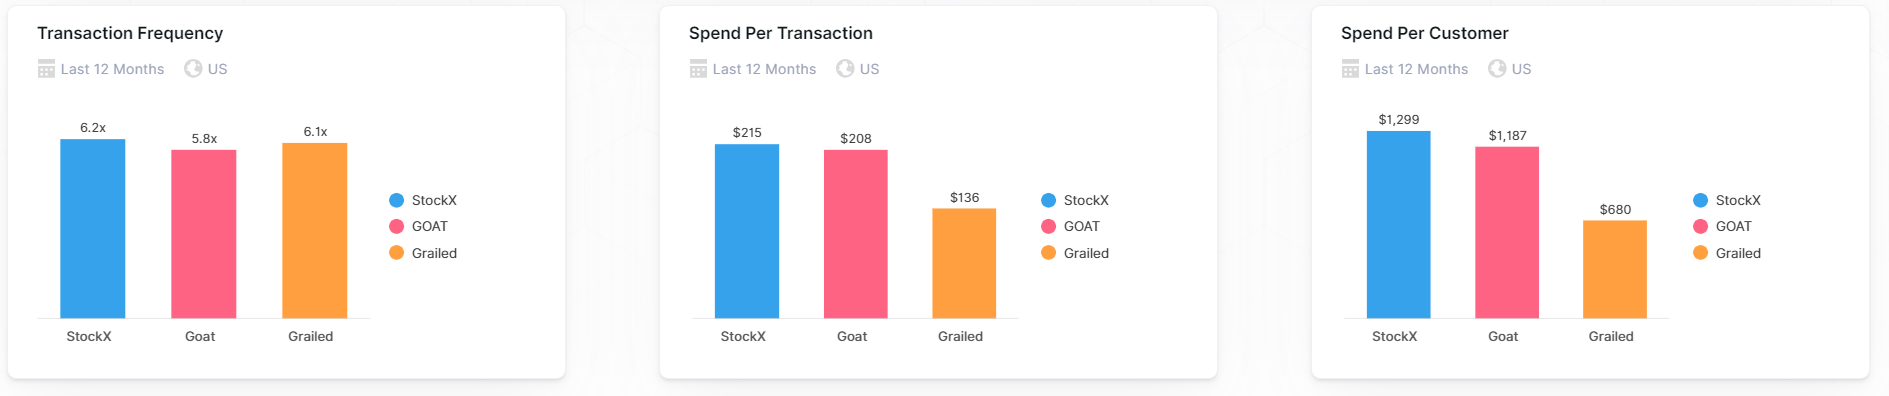 Transaction Frequency
Last 12 Months US
6.2x
5.8x
6.1x
StockX
GOAT
Grailed
StockX Goat Grailed
Spend Per Transaction
Last 12 Months US
$215
$208
$136
StockX
GOAT
Grailed
StockX Goat Grailed
Spend Per Customer
Last 12 Months US
$1,299
$1,187
$680
StockX
GOAT
Grailed
StockX Goat Grailed